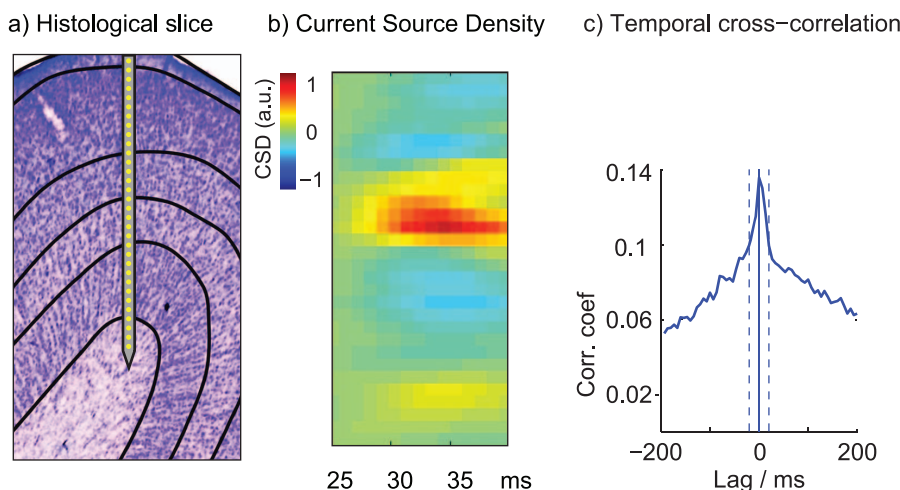 a) Histological slice
b) Current Source Density
c) Temporal cross−correlation
CSD (a.u.)
1
0
−1
25 30 35 ms
Corr. coef
0.14
0.1
0.06
0.02
−200 0 200
Lag / ms